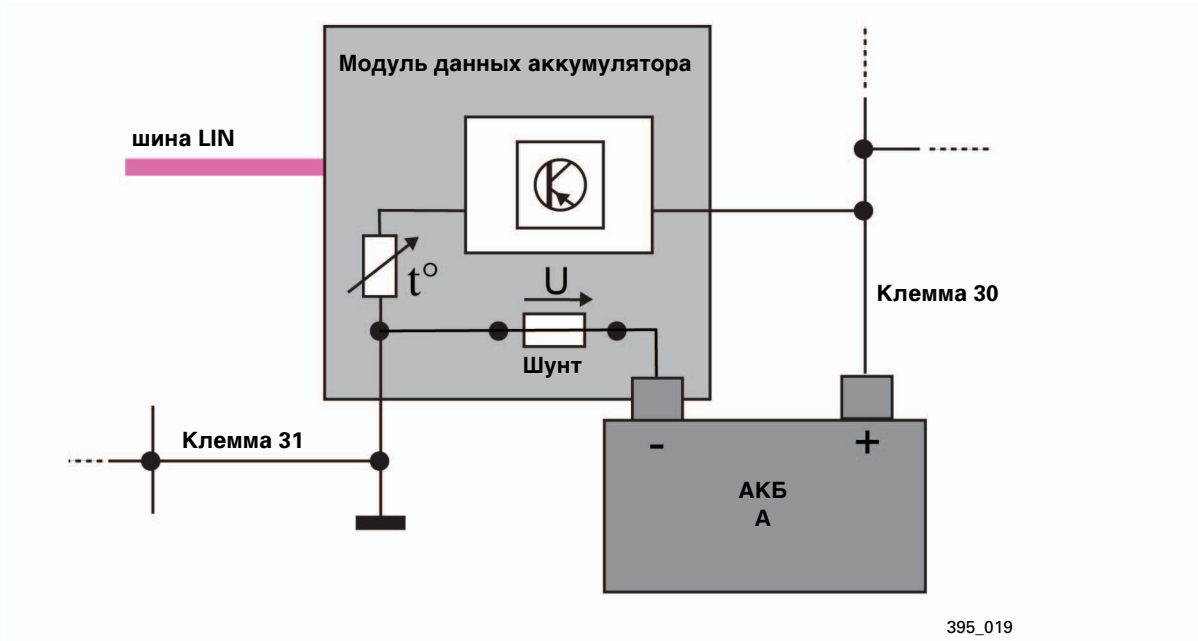 Модуль данных аккумулятора
шина LIN
t°
U
Шунт
Клемма 30
Клемма 31
-
+
АКБ
А
395_019